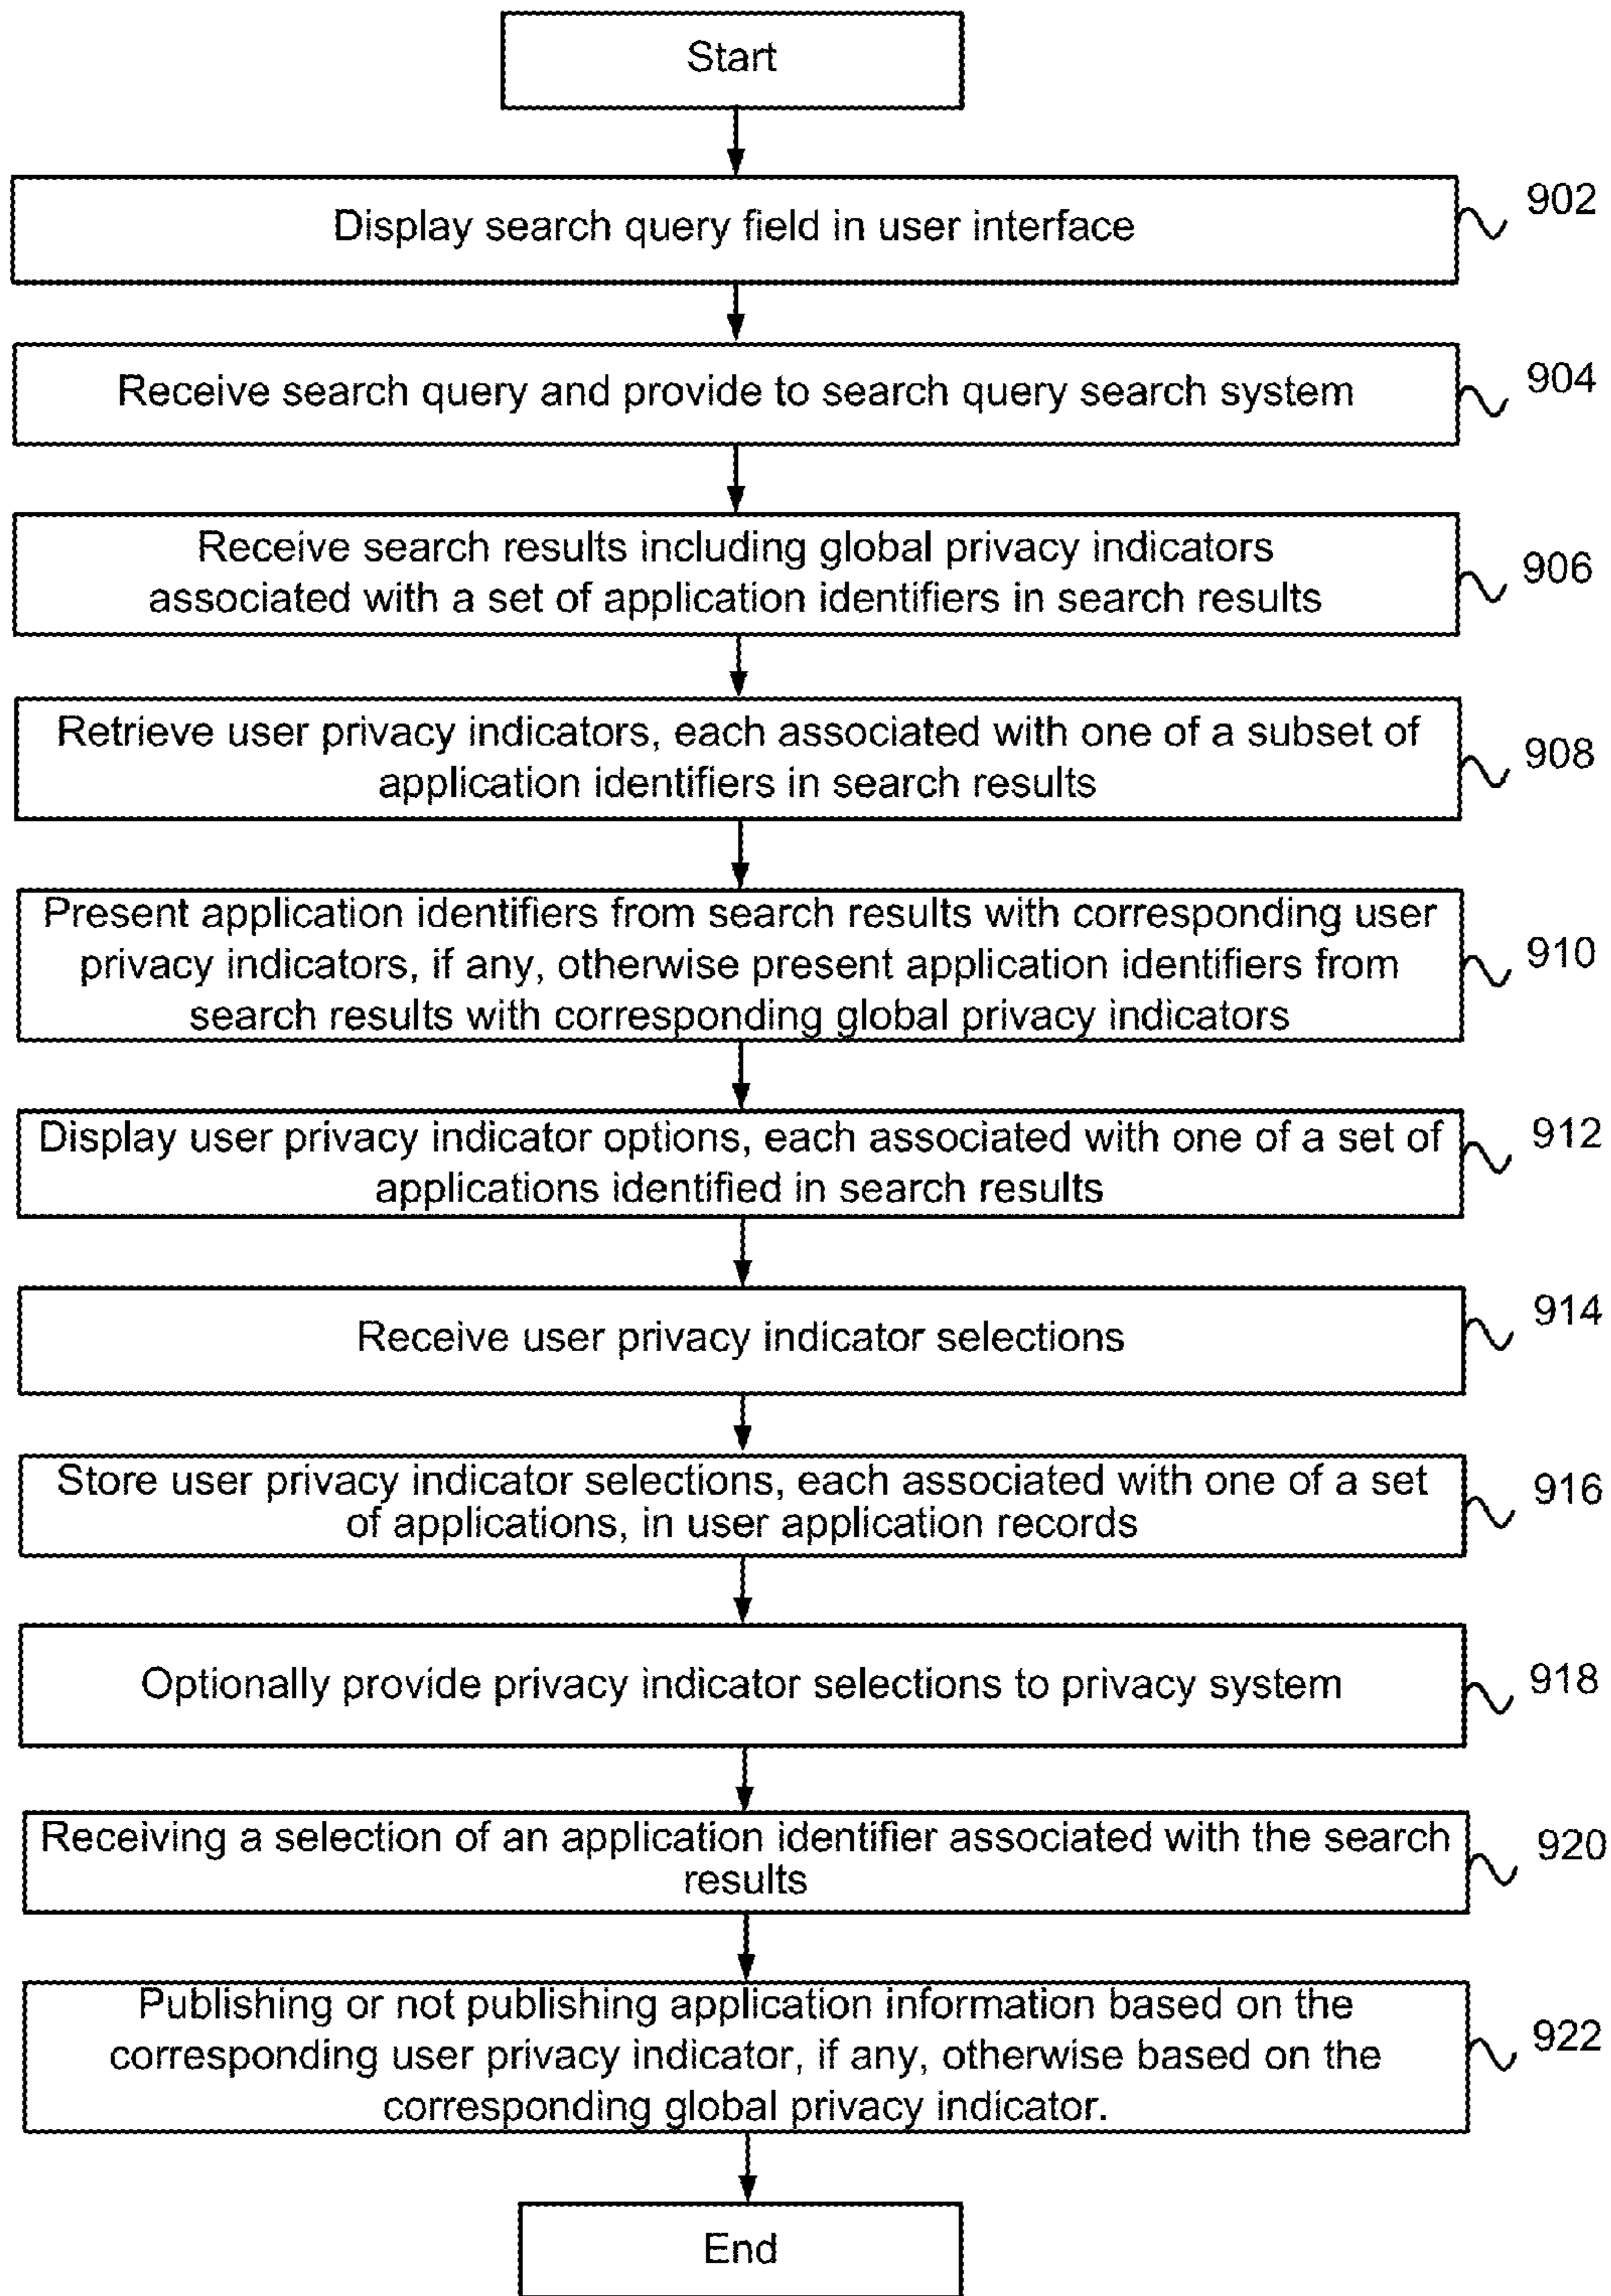 Start
Display search query field in user interface
902
Receive search query and provide to search query search system
904
Receive search results including global privacy indicators
associated with a set of application identifiers in search results
906
Retrieve user privacy indicators, each associated with one of a subset of
application identifiers in search results
908
Present application identifiers from search results with corresponding user
privacy indicators, if any, otherwise present application identifiers from
search results with corresponding global privacy indicators
910
Display user privacy indicator options, each associated with one of a set of
applications identified in search results
912
Receive user privacy indicator selections
914
Store user privacy indicator selections, each associated with one of a set
of applications, in user application records
916
Optionally provide privacy indicator selections to privacy system
918
Receiving a selection of an application identifier associated with the search
results
920
Publishing or not publishing application information based on the
corresponding user privacy indicator, if any, otherwise based on the
corresponding global privacy indicator.
922
End